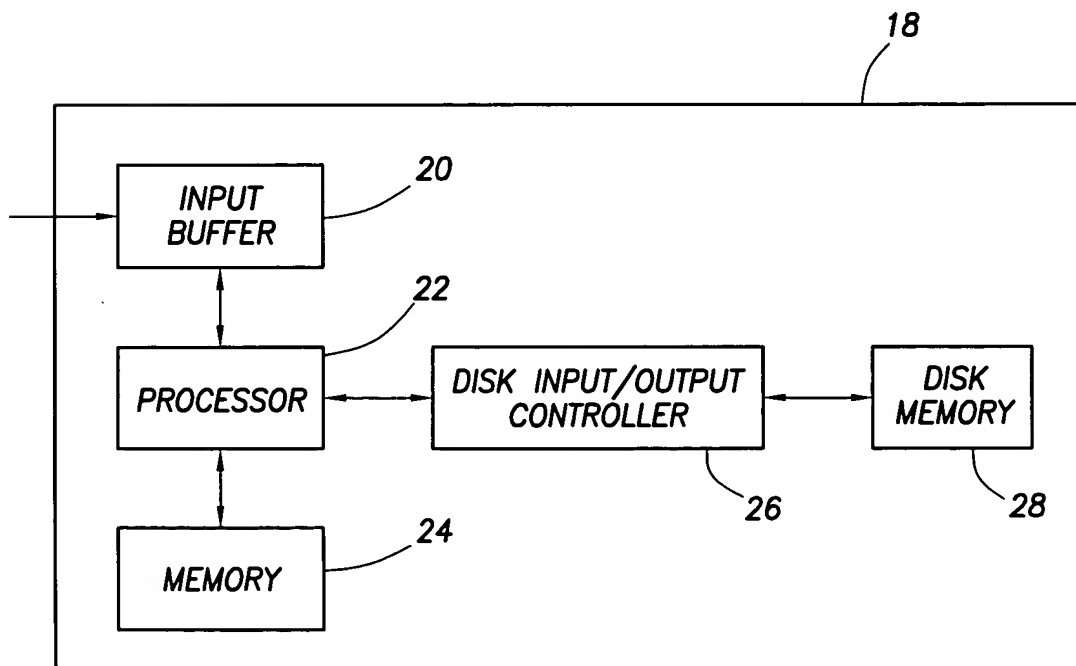 18
INPUT
BUFFER
20
22
PROCESSOR
DISK INPUT/OUTPUT
CONTROLLER
DISK
MEMORY
26
28
24
MEMORY